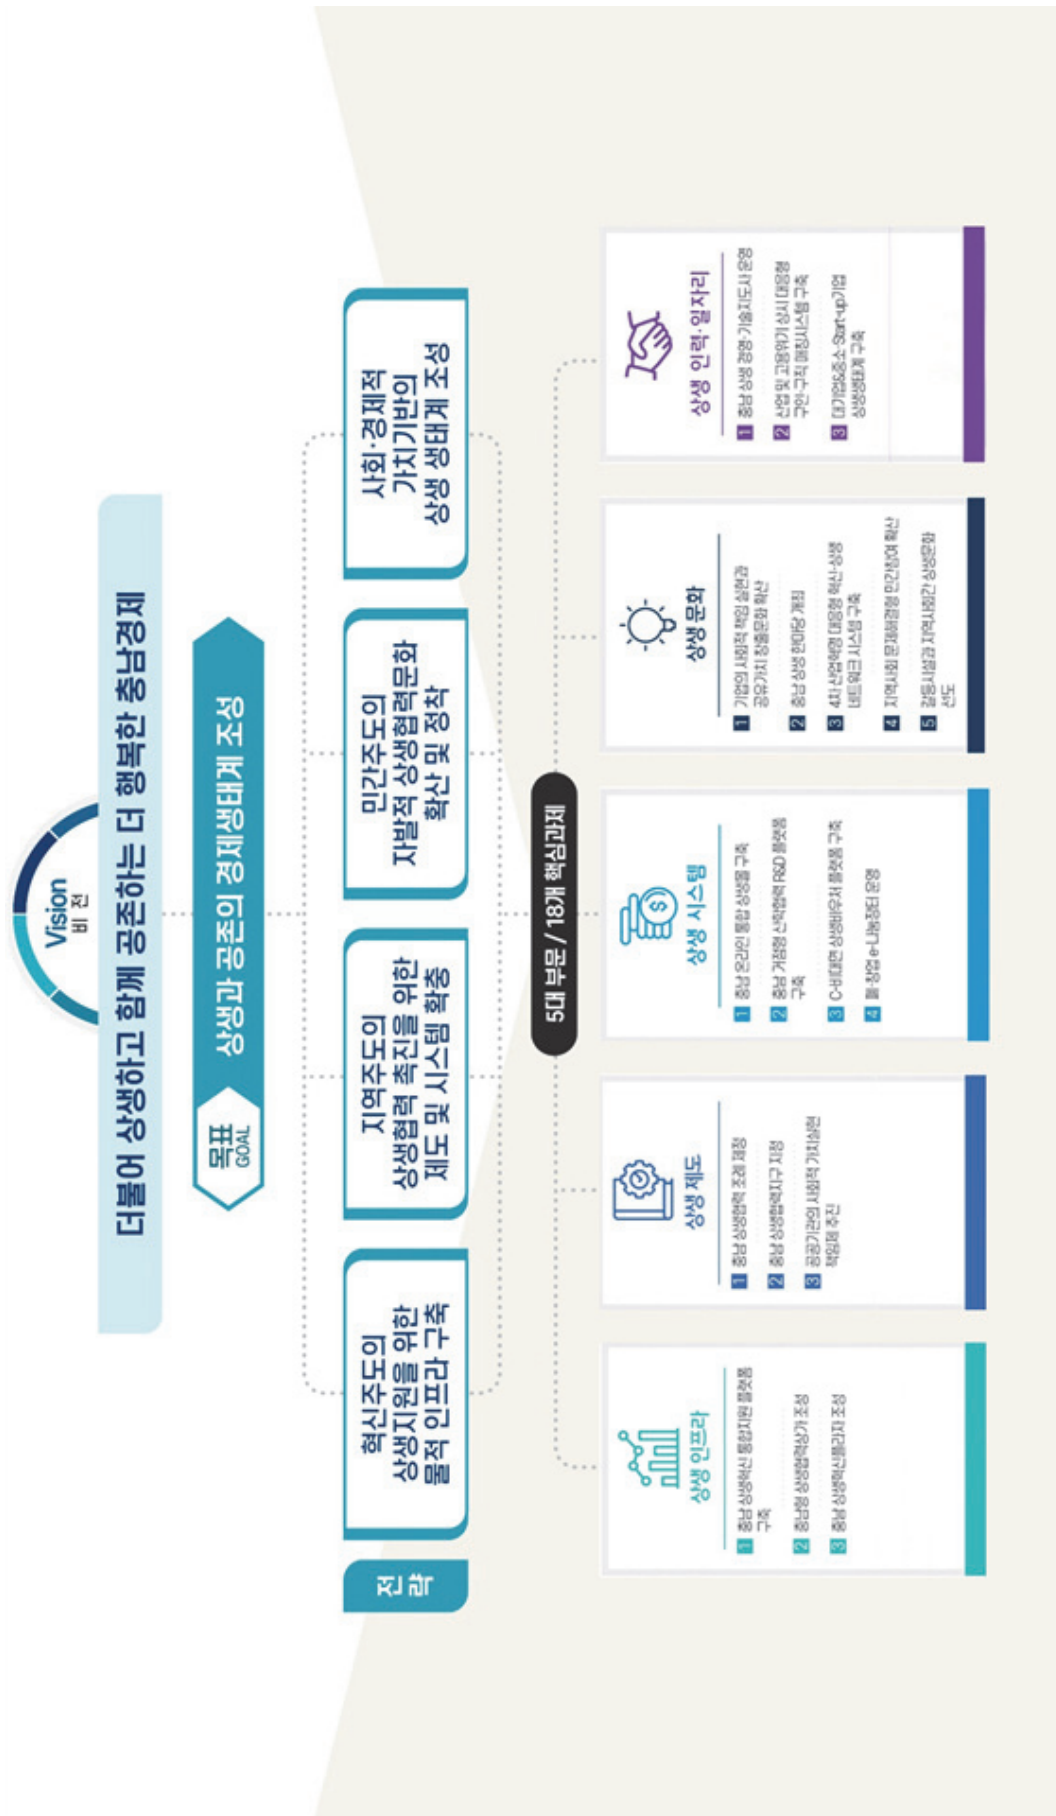 Vision
비 전
더불어 상생하고 함께 공존하는 더 행복한 충남경제
목표
GOAL
상생과 공존의 경제생태계 조성
전략
혁신주도의
상생지원을 위한
물적 인프라 구축
지역주도의
상생협력 촉진을 위한
제도 및 시스템 확충
민간주도의
자발적 상생협력문화
확산 및 정착
사회·경제적
가치기반의
상생 생태계 조성
5대 부문 / 18개 핵심과제
상생 인프라
1 충남 상생혁신 통합지원 플랫폼
구축
2 충남형 상생협력상가 조성
3 충남 상생혁신플라자 조성
상생 제도
1 충남 상생협력 조례 제정
2 충남 상생협력지구 지정
3 공공기관의 사회적 가치실현
책임제 추진
상생 시스템
1 충남 온라인 통합 상생몰 구축
2 충남 거점형 산학협력 R&D 플랫폼
구축
3 C-비대면 상생바우처 플랫폼 구축
4 폐·창업 e-나눔장터 운영
상생 문화
1 기업의 사회적 책임 실현과
공유가치 창출문화 확산
2 충남 상생 한마당 개최
3 4차 산업혁명 대응형 혁신·상생
네트워크 시스템 구축
4 지역사회 문제해결형 민간참여 확산
5 갈등시설과 지역사회간 상생문화
선도
상생 인력·일자리
1 충남 상생 경영·기술지도사 운영
2 산업 및 고용위기 상시 대응형
구인·구직 매칭시스템 구축
3 대기업&중소·Start-up기업
상생생태계 구축